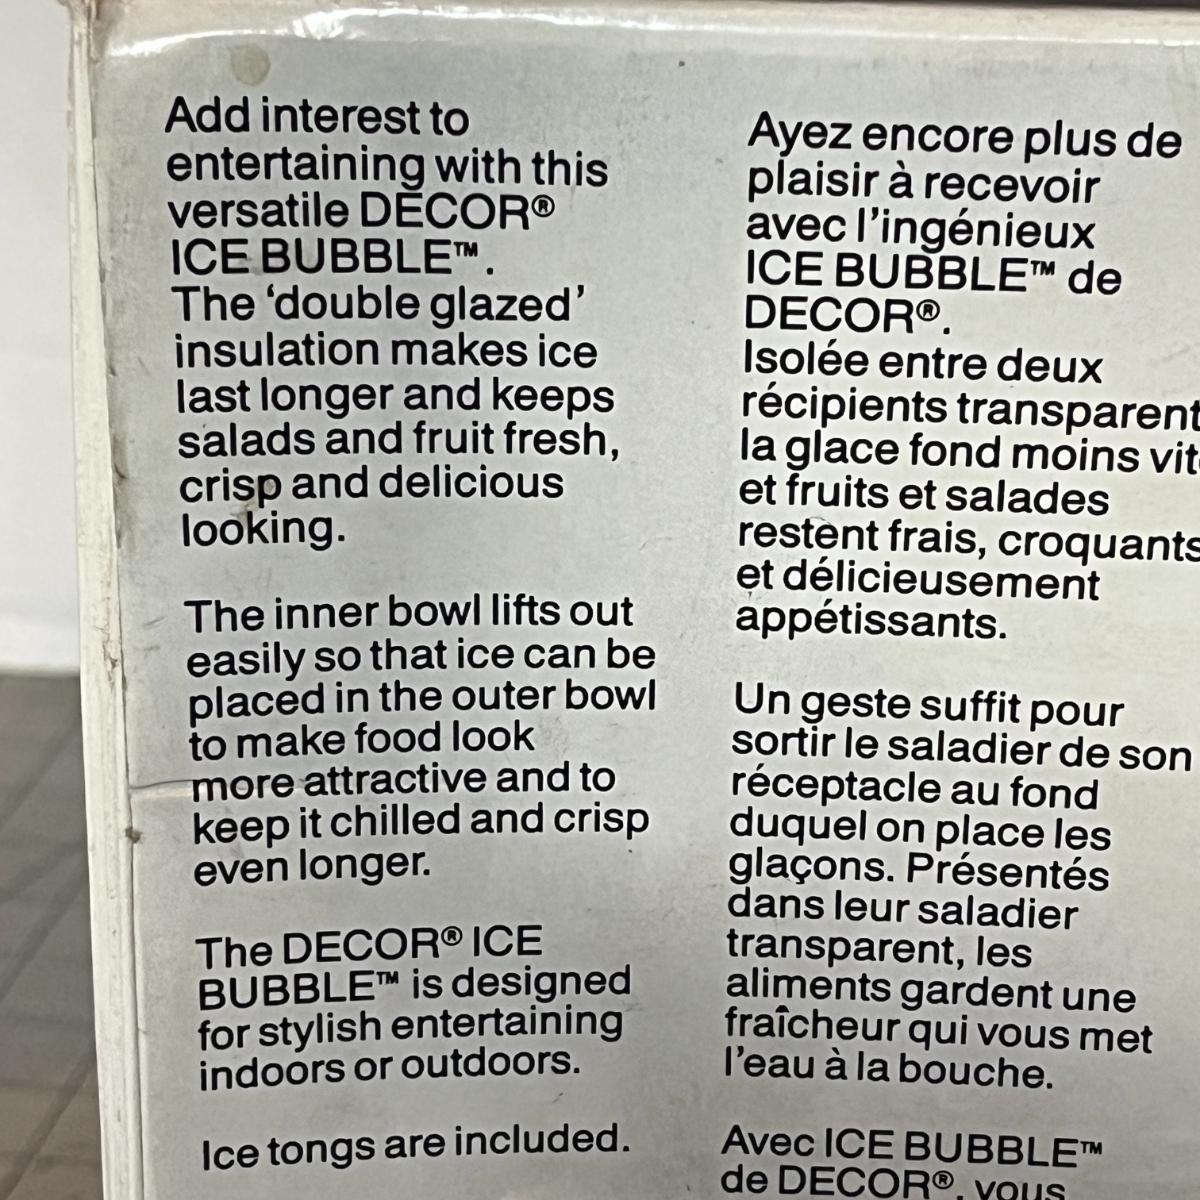 Add interest to
entertaining with this
versatile DECOR®
ICE BUBBLE™.
The ‘double glazed’
insulation makes ice
last longer and keeps
salads and fruit fresh,
crisp and delicious
looking.
The inner bowl lifts out
easily so that ice can be
placed in the outer bowl
to make food look
more attractive and to
keep it chilled and crisp
even longer.
The DECOR® ICE
BUBBLE™ is designed
for stylish entertaining
indoors or outdoors.
Ice tongs are included.
Ayez encore plus de
plaisir à recevoir
avec l’ingénieux
ICE BUBBLE™ de
DECOR®.
Isolée entre deux
récipients transparent
la glace fond moins vit
et fruits et salades
restent frais, croquants
et délicieusement
appétissants.
Un geste suffit pour
sortir le saladier de son
réceptacle au fond
duquel on place les
glaçons. Présentés
dans leur saladier
transparent, les
aliments gardent une
fraîcheur qui vous met
l’eau à la bouche.
Avec ICE BUBBLE™
de DECOR®, vous